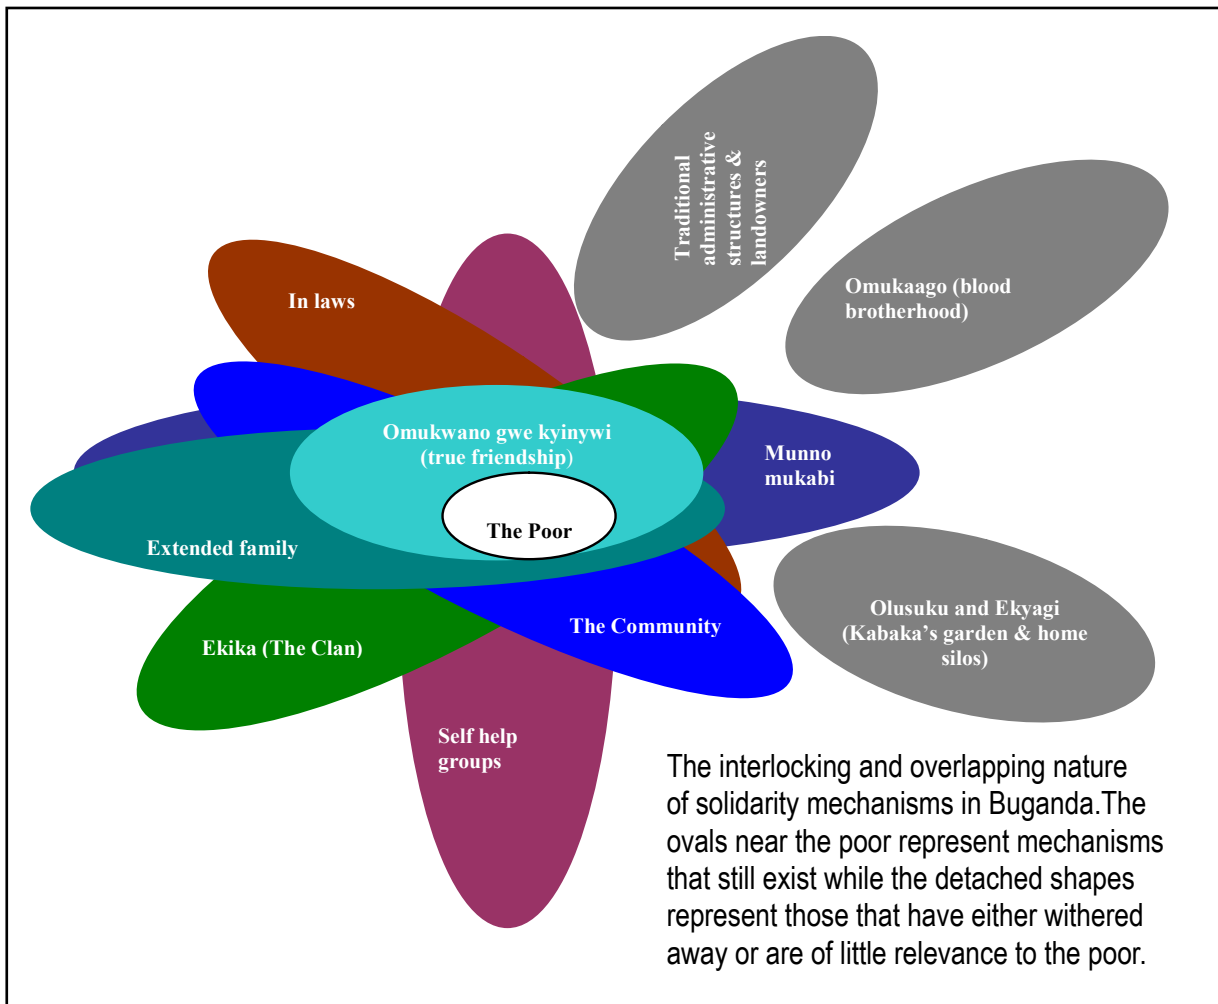 Traditional
administrative
structures &
landowners
Omukaago (blood
brotherhood)
In laws
Omukwano gwe kyinywi
(true friendship)
Munno
mukabi
The Poor
Extended family
Olusuku and Ekyagi
(Kabaka’s garden & home
silos)
The Community
Ekika (The Clan)
Self help
groups
The interlocking and overlapping nature
of solidarity mechanisms in Buganda.The
ovals near the poor represent mechanisms
that still exist while the detached shapes
represent those that have either withered
away or are of little relevance to the poor.